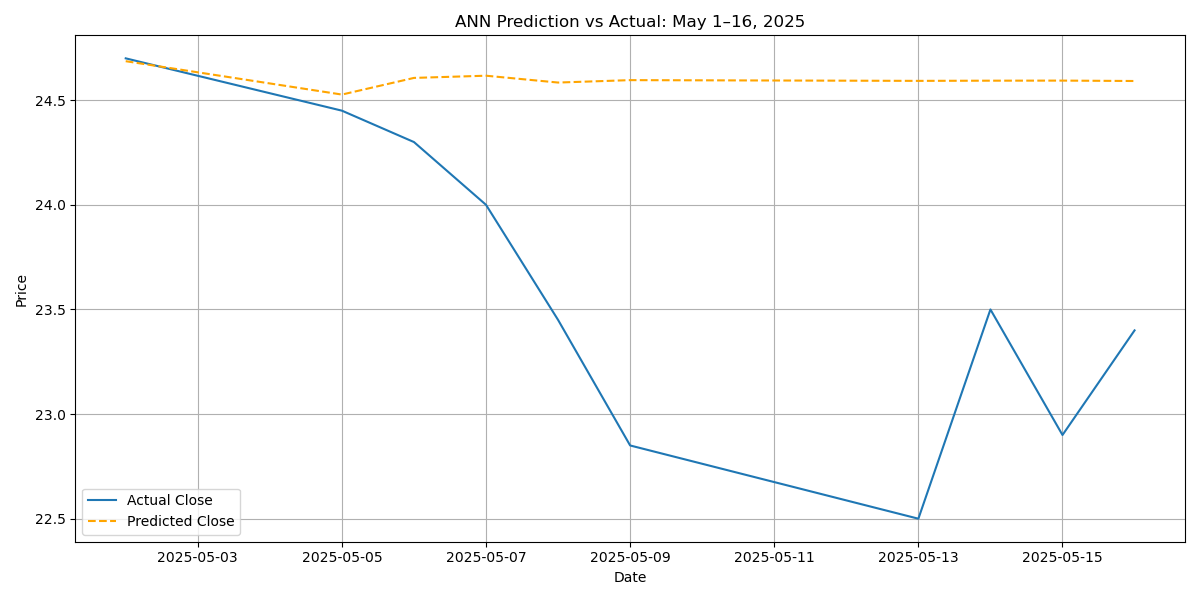 ANN Prediction vs Actual: May 1–16, 2025
Price
24.5
24.0
23.5
23.0
22.5
Actual Close
Predicted Close
2025-05-03
2025-05-05
2025-05-07
2025-05-09
2025-05-11
2025-05-13
2025-05-15
Date